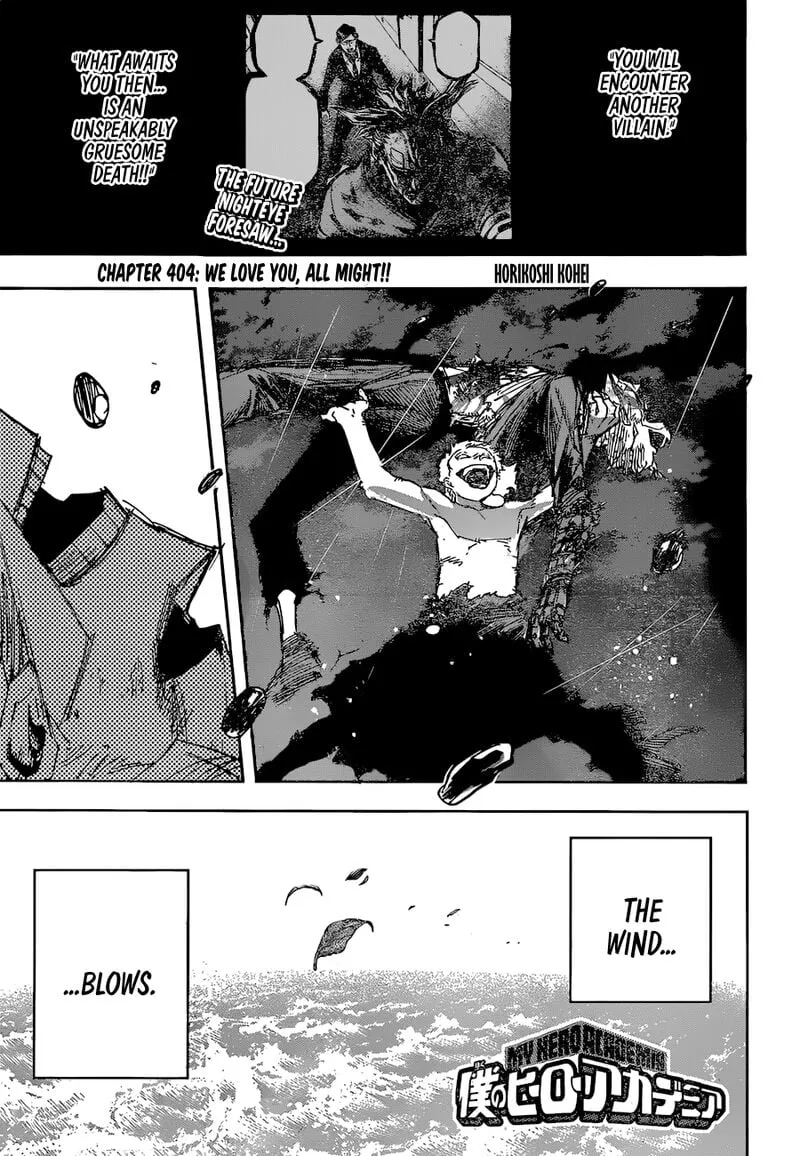 "YOU WILL
ENCOUNTER
ANOTHER
VILLAIN."
"WHAT AWAITS
YOU THEN...
IS AN
UNSPEAKABLY
GRUESOME
DEATH!!"
THE FUTURE
NIGHTEYE
FORESAW...
CHAPTER 404: WE LOVE YOU, ALL MIGHT!!
HORIKOSHI KOHEI
THE
WIND...
...BLOWS.
MY HERO ACADEMIA
僕のヒーローアカデミア